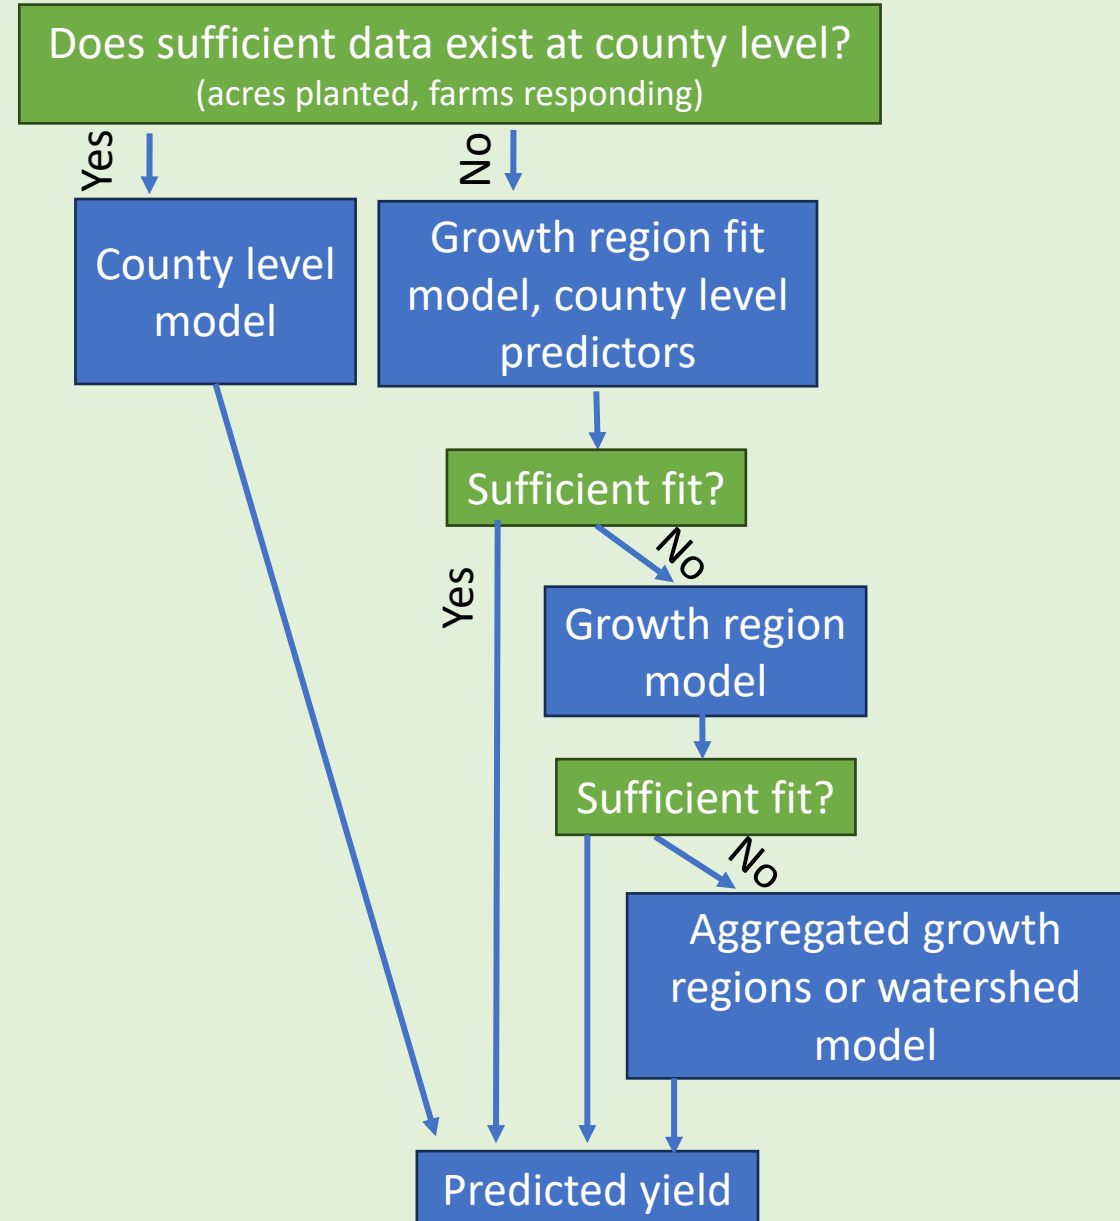 Does sufficient data exist at county level?
(acres planted, farms responding)
Yes
No
County level
model
Growth region fit
model, county level
predictors
Sufficient fit?
Yes
No
Growth region
model
Sufficient fit?
No
Aggregated growth
regions or watershed
model
Predicted yield